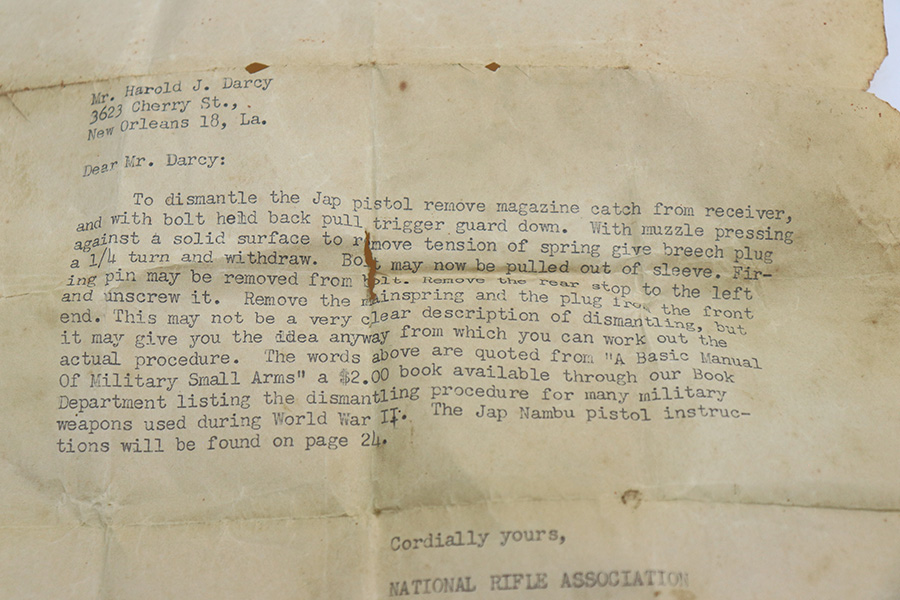 Mr. Harold J. Darcy
3623 Cherry St.,
New Orleans 18, La.
Dear Mr. Darcy:
To dismantle the Jap pistol remove magazine catch from receiver,
and with bolt held back pull trigger guard down. With muzzle pressing
against a solid surface to remove tension of spring give breech plug
a 1/4 turn and withdraw. Bolt may now be pulled out of sleeve. Fir-
ing pin may be removed from bolt. Remove the rear stop to the left
and unscrew it. Remove the mainspring and the plug from the front
end. This may not be a very clear description of dismantling, but
it may give you the idea anyway from which you can work out the
actual procedure. The words above are quoted from "A Basic Manual
Of Military Small Arms" a $2.00 book available through our Book
Department listing the dismantling procedure for many military
weapons used during World War II. The Jap Nambu pistol instruc-
tions will be found on page 24.
Cordially yours,
NATIONAL RIFLE ASSOCIATION